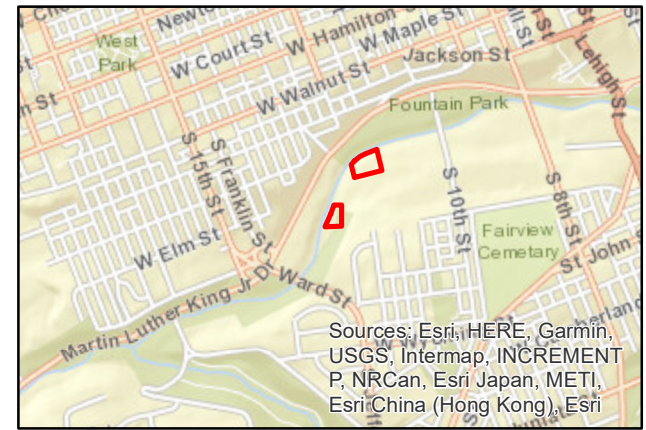 Newto
W Hamilton St
W Maple St
West
Park
W Court St
Jackson St
W Walnut St
Lehigh St
Fountain Park
S 15th St
S Franklin St
S 10th St
S 8th St
W Elm St
Fairview
Cemetary
St John S
Ward St
Martin Luther King Jr Dr
Sources: Esri, HERE, Garmin,
USGS, Intermap, INCREMENT
P, NRCan, Esri Japan, METI,
Esri China (Hong Kong), Esri